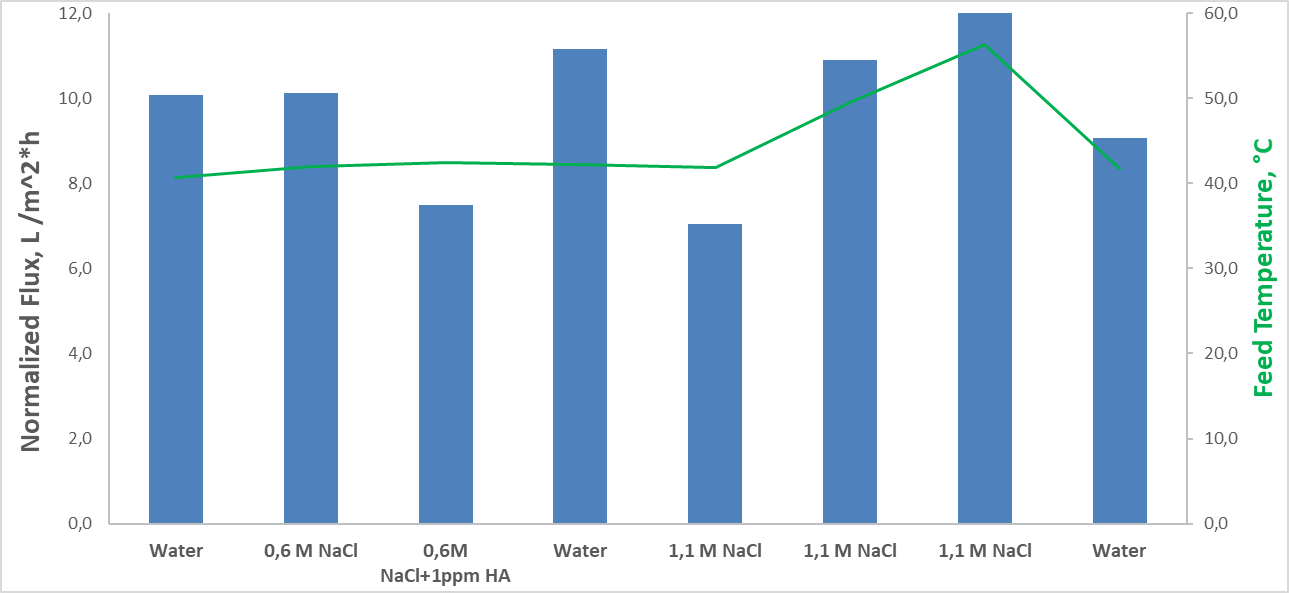 Normalized Flux, L /m^2*h
12,0
10,0
8,0
6,0
4,0
2,0
0,0
60,0
50,0
40,0
30,0
20,0
10,0
0,0
Feed Temperature, °C
Water
0,6 M NaCl
0,6M
NaCl+1ppm HA
Water
1,1 M NaCl
1,1 M NaCl
1,1 M NaCl
Water